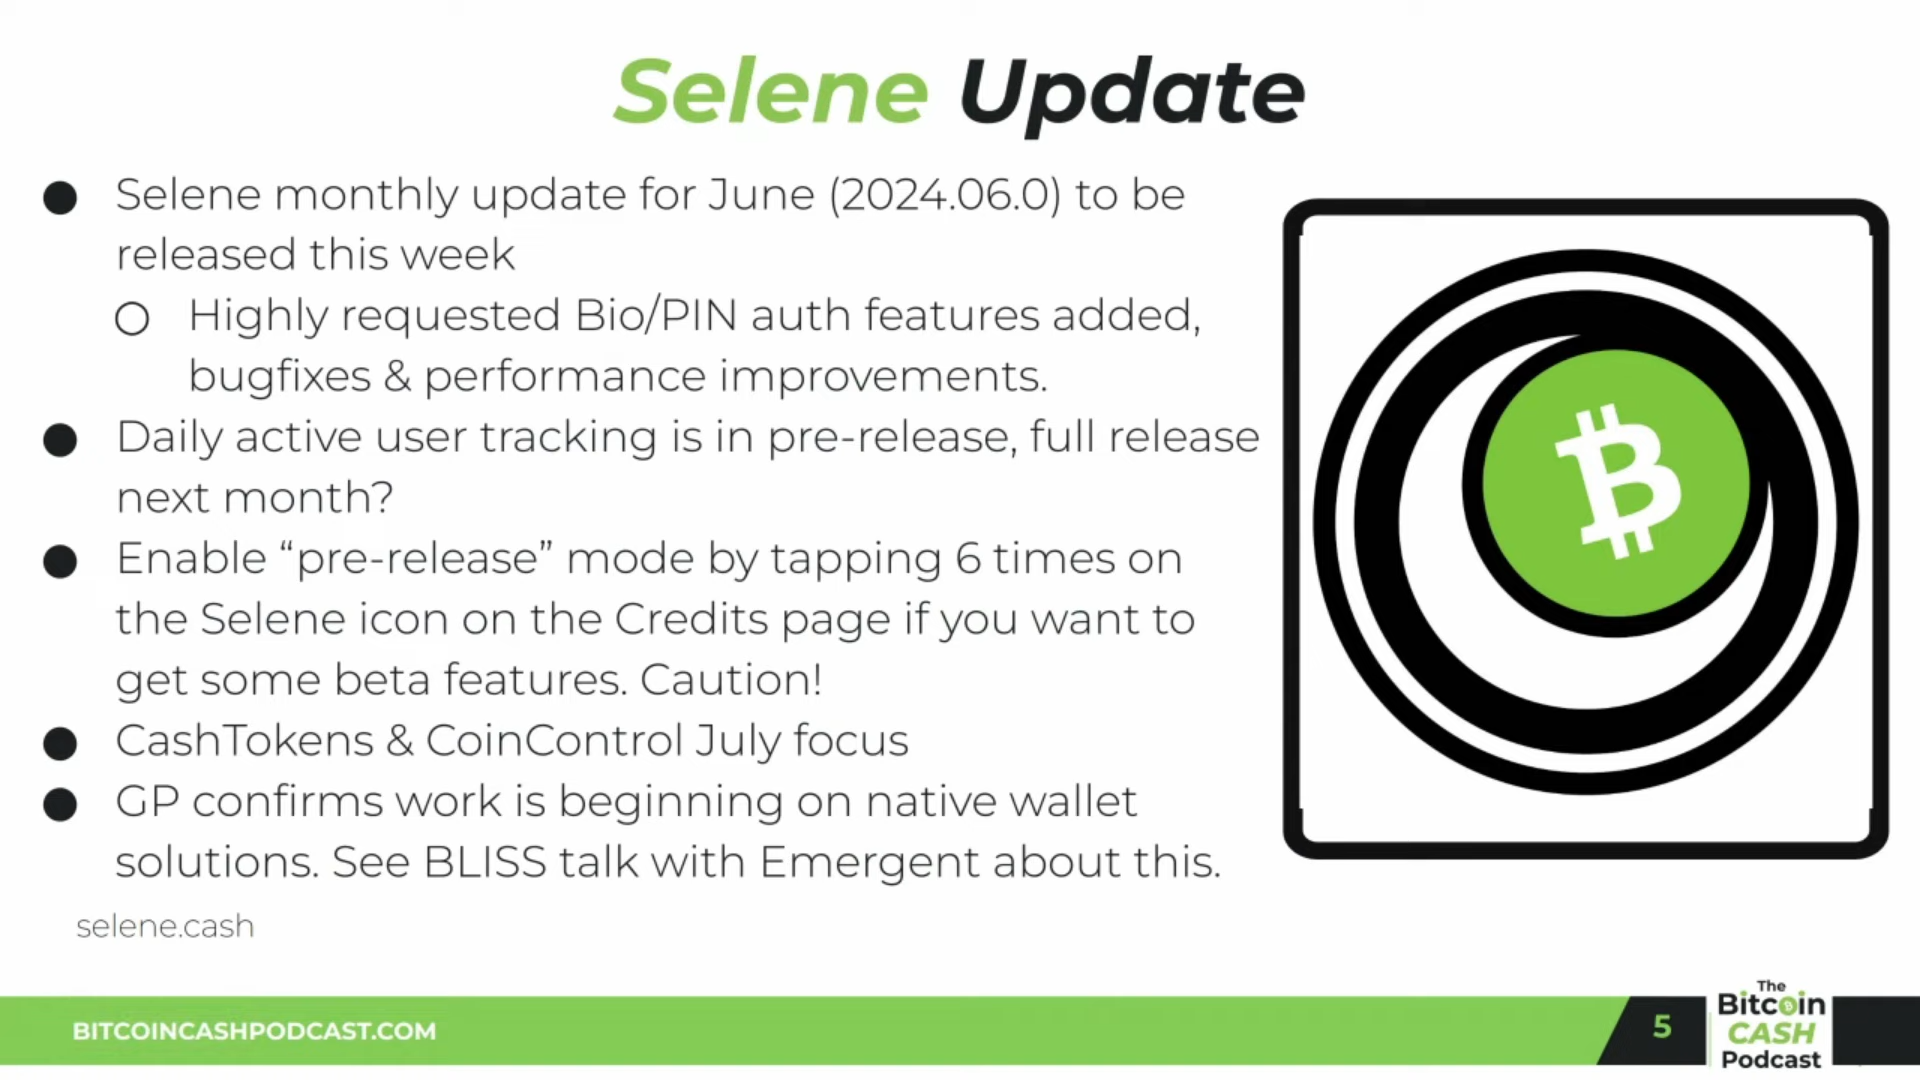 Selene Update
● Selene monthly update for June (2024.06.0) to be
released this week
○ Highly requested Bio/PIN auth features added,
bugfixes & performance improvements.
● Daily active user tracking is in pre-release, full release
next month?
● Enable “pre-release” mode by tapping 6 times on
the Selene icon on the Credits page if you want to
get some beta features. Caution!
● CashTokens & CoinControl July focus
● GP confirms work is beginning on native wallet
solutions. See BLISS talk with Emergent about this.
selene.cash
BITCOINCASHPODCAST.COM
5
The
Bitcoin
CASH
Podcast